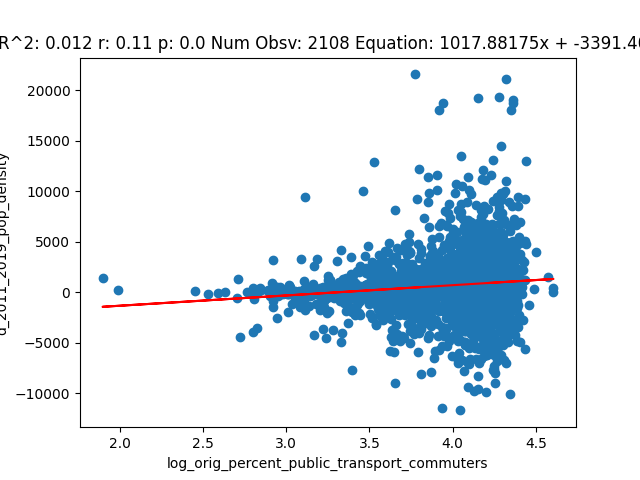 R^2: 0.012 r: 0.11 p: 0.0 Num Obsv: 2108 Equation: 1017.88175x + -3391.40
20000
15000
10000
5000
0
−5000
−10000
d_2011_2019_pop_density
2.0 2.5 3.0 3.5 4.0 4.5
log_orig_percent_public_transport_commuters